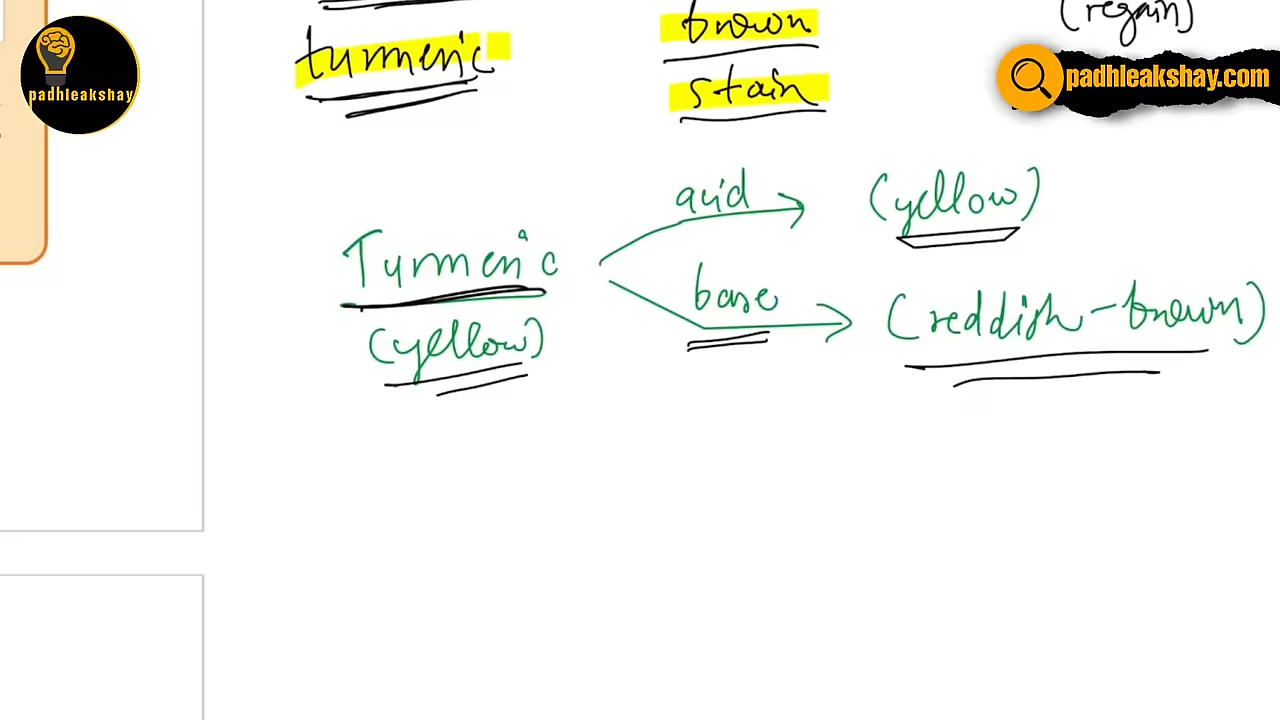 turmeric
brown
stain
(regain)
padhleakshay
padhleakshay.com
Turmeric
(yellow)
acid
(yellow)
base
(reddish-brown)